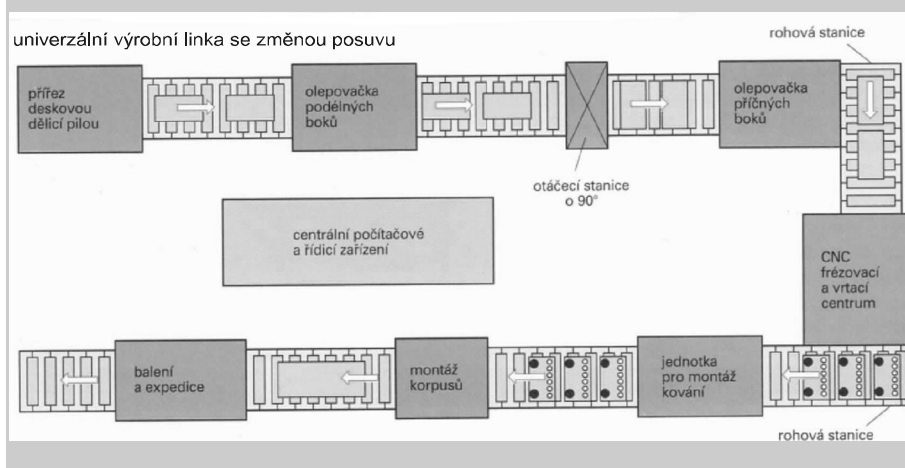 univerzální výrobní linka se změnou posuvu
rohová stanice
přířez
deskovou
dělicí pilou
olepovačka
podélných
boků
olepovačka
příčných
boků
otáčecí stanice
o 90°
centrální počítačové
a řídicí zařízení
CNC
frézovací
a vrtací
centrum
balení
a expedice
montáž
korpusů
jednotka
pro montáž
kování
rohová stanice